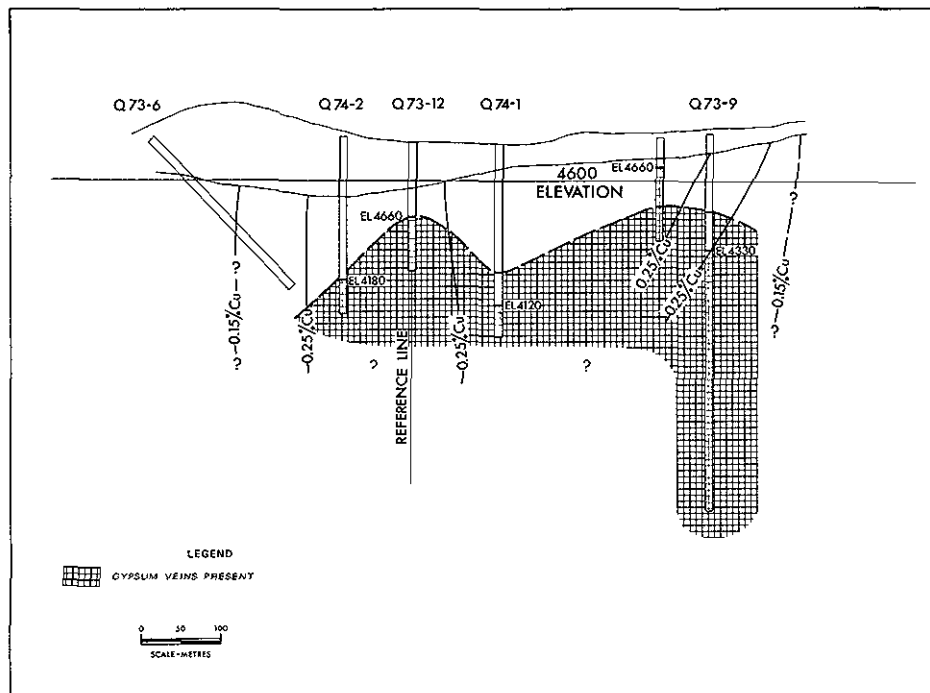 Q73-6
Q74-2
Q73-12
Q74-1
Q73-9
EL4660
4600
ELEVATION
EL4660
?
EL4180
EL4120
EL4330
?
—0.15%Cu—
?
—0.25%Cu
—0.25%Cu
0.25%Cu
0.25%Cu
?
—0.15%Cu—
?
?
?
REFERENCE LINE
LEGEND
GYPSUM VEINS PRESENT
0 50 100
SCALE-METRES